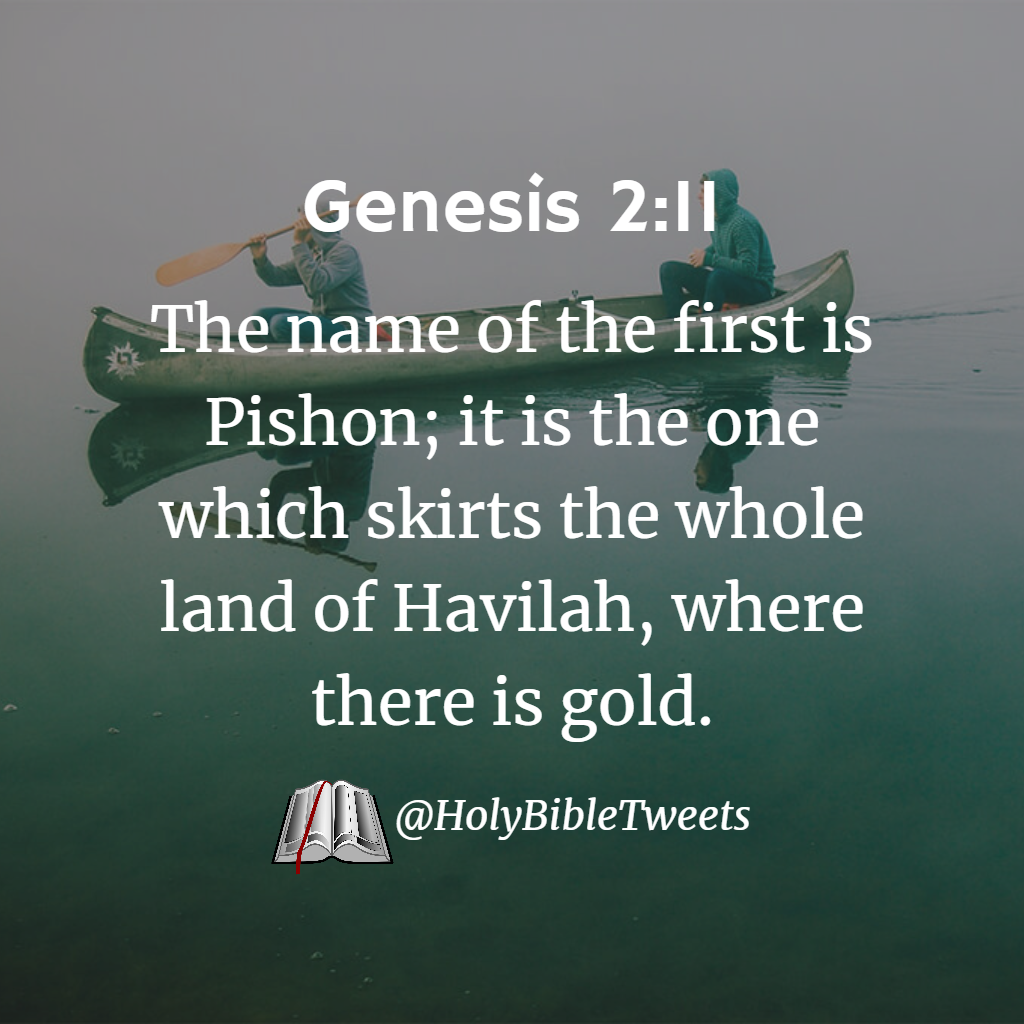 Genesis 2:11
The name of the first is
Pishon; it is the one
which skirts the whole
land of Havilah, where
there is gold.
@HolyBibleTweets